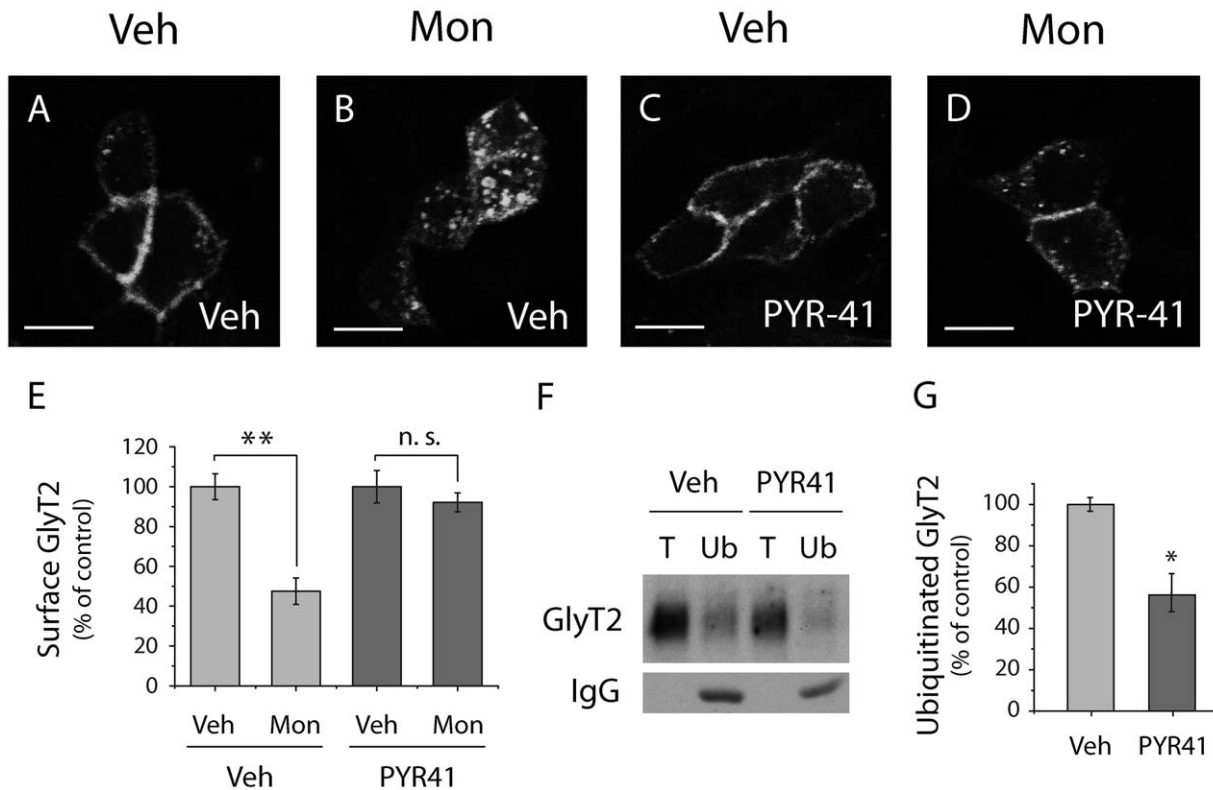 Veh Mon Veh Mon
A B C D
Veh Veh PYR-41 PYR-41
E
Surface GlyT2
(% of control)
120
100
80
60
40
20
0
** n. s.
Veh Mon Veh Mon
Veh PYR41
F
Veh PYR41
T Ub T Ub
GlyT2
IgG
G
Ubiquitinated GlyT2
(% of control)
100
80
60
40
20
0
*
Veh PYR41